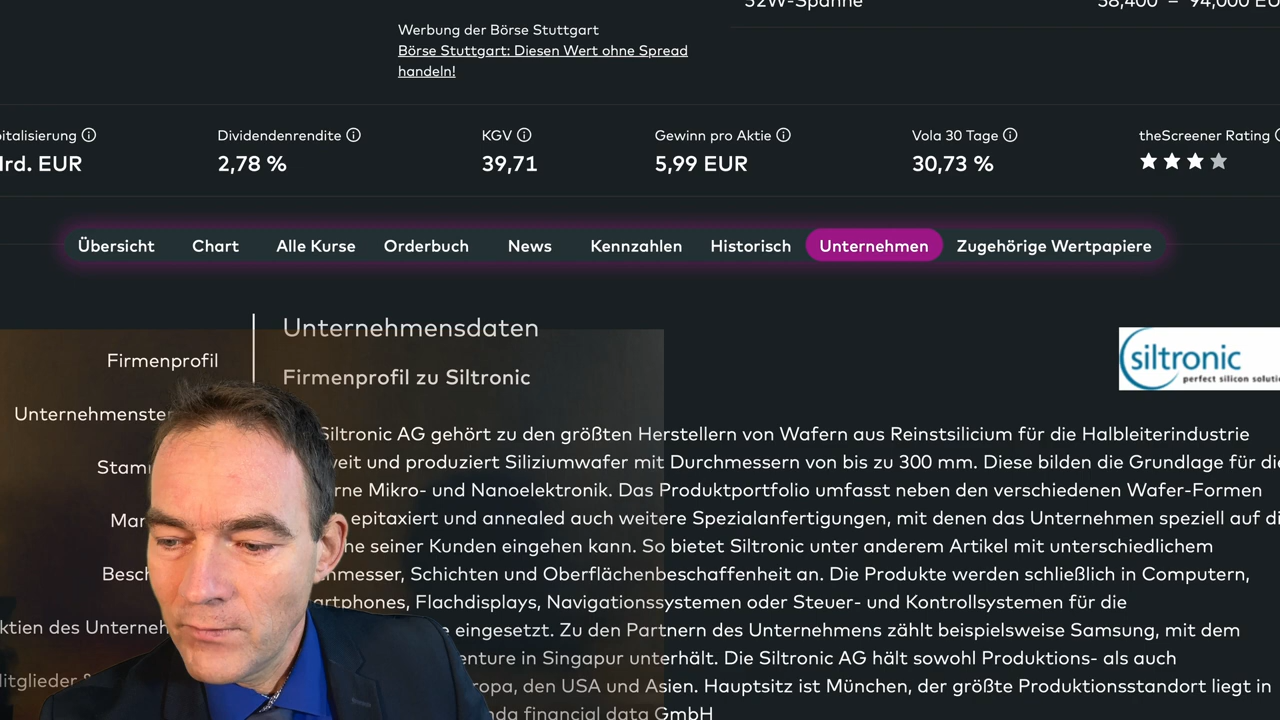 52W-Spanne 38,400 – 94,000 EU
Werbung der Börse Stuttgart
Börse Stuttgart: Diesen Wert ohne Spread
handeln!
italisierung Dividendenrendite KGV Gewinn pro Aktie Vola 30 Tage theScreener Rating
rd. EUR 2,78 % 39,71 5,99 EUR 30,73 %
Übersicht Chart Alle Kurse Orderbuch News Kennzahlen Historisch Unternehmen Zugehörige Wertpapiere
Unternehmensdaten
siltronic
perfect silicon soluti
Firmenprofil
Firmenprofil zu Siltronic
Unternehmenste
Siltronic AG gehört zu den größten Herstellern von Wafern aus Reinstsilicium für die Halbleiterindustrie
weit und produziert Siliziumwafer mit Durchmessern von bis zu 300 mm. Diese bilden die Grundlage für die
Stam
rne Mikro- und Nanoelektronik. Das Produktportfolio umfasst neben den verschiedenen Wafer-Formen
Mar
epitaxiert und annealed auch weitere Spezialanfertigungen, mit denen das Unternehmen speziell auf di
ne seiner Kunden eingehen kann. So bietet Siltronic unter anderem Artikel mit unterschiedlichem
Besch
messer, Schichten und Oberflächenbeschaffenheit an. Die Produkte werden schließlich in Computern,
artphones, Flachdisplays, Navigationssystemen oder Steuer- und Kontrollsystemen für die
ktien des Unterneh
e eingesetzt. Zu den Partnern des Unternehmens zählt beispielsweise Samsung, mit dem
enture in Singapur unterhält. Die Siltronic AG hält sowohl Produktions- als auch
itglieder
ropa, den USA und Asien. Hauptsitz ist München, der größte Produktionsstandort liegt in
nda financial data GmbH